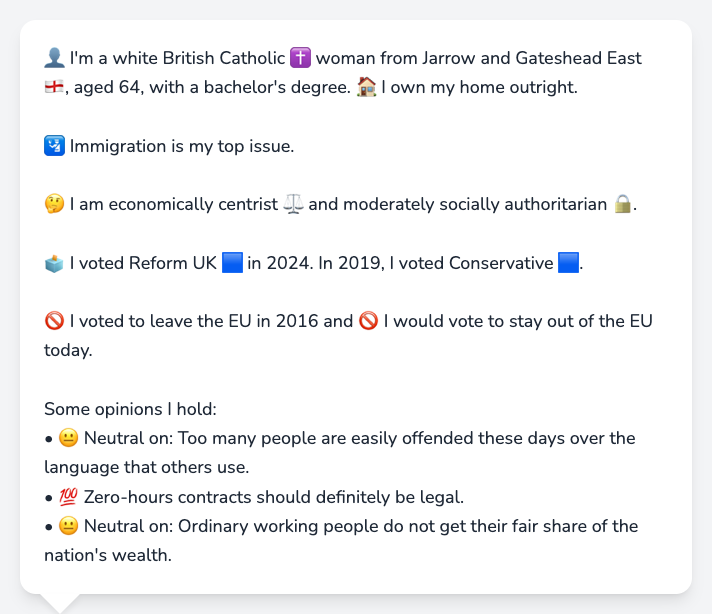 👤 I'm a white British Catholic ✝️ woman from Jarrow and Gateshead East
🏴󠁧󠁢󠁥󠁮󠁧󠁿, aged 64, with a bachelor's degree. 🏠 I own my home outright.
🛂 Immigration is my top issue.
🤔 I am economically centrist ⚖️ and moderately socially authoritarian 🔒.
🗳️ I voted Reform UK 🟦 in 2024. In 2019, I voted Conservative 🟦.
🚫 I voted to leave the EU in 2016 and 🚫 I would vote to stay out of the EU
today.
Some opinions I hold:
• 😐 Neutral on: Too many people are easily offended these days over the
language that others use.
• 💯 Zero-hours contracts should definitely be legal.
• 😐 Neutral on: Ordinary working people do not get their fair share of the
nation's wealth.